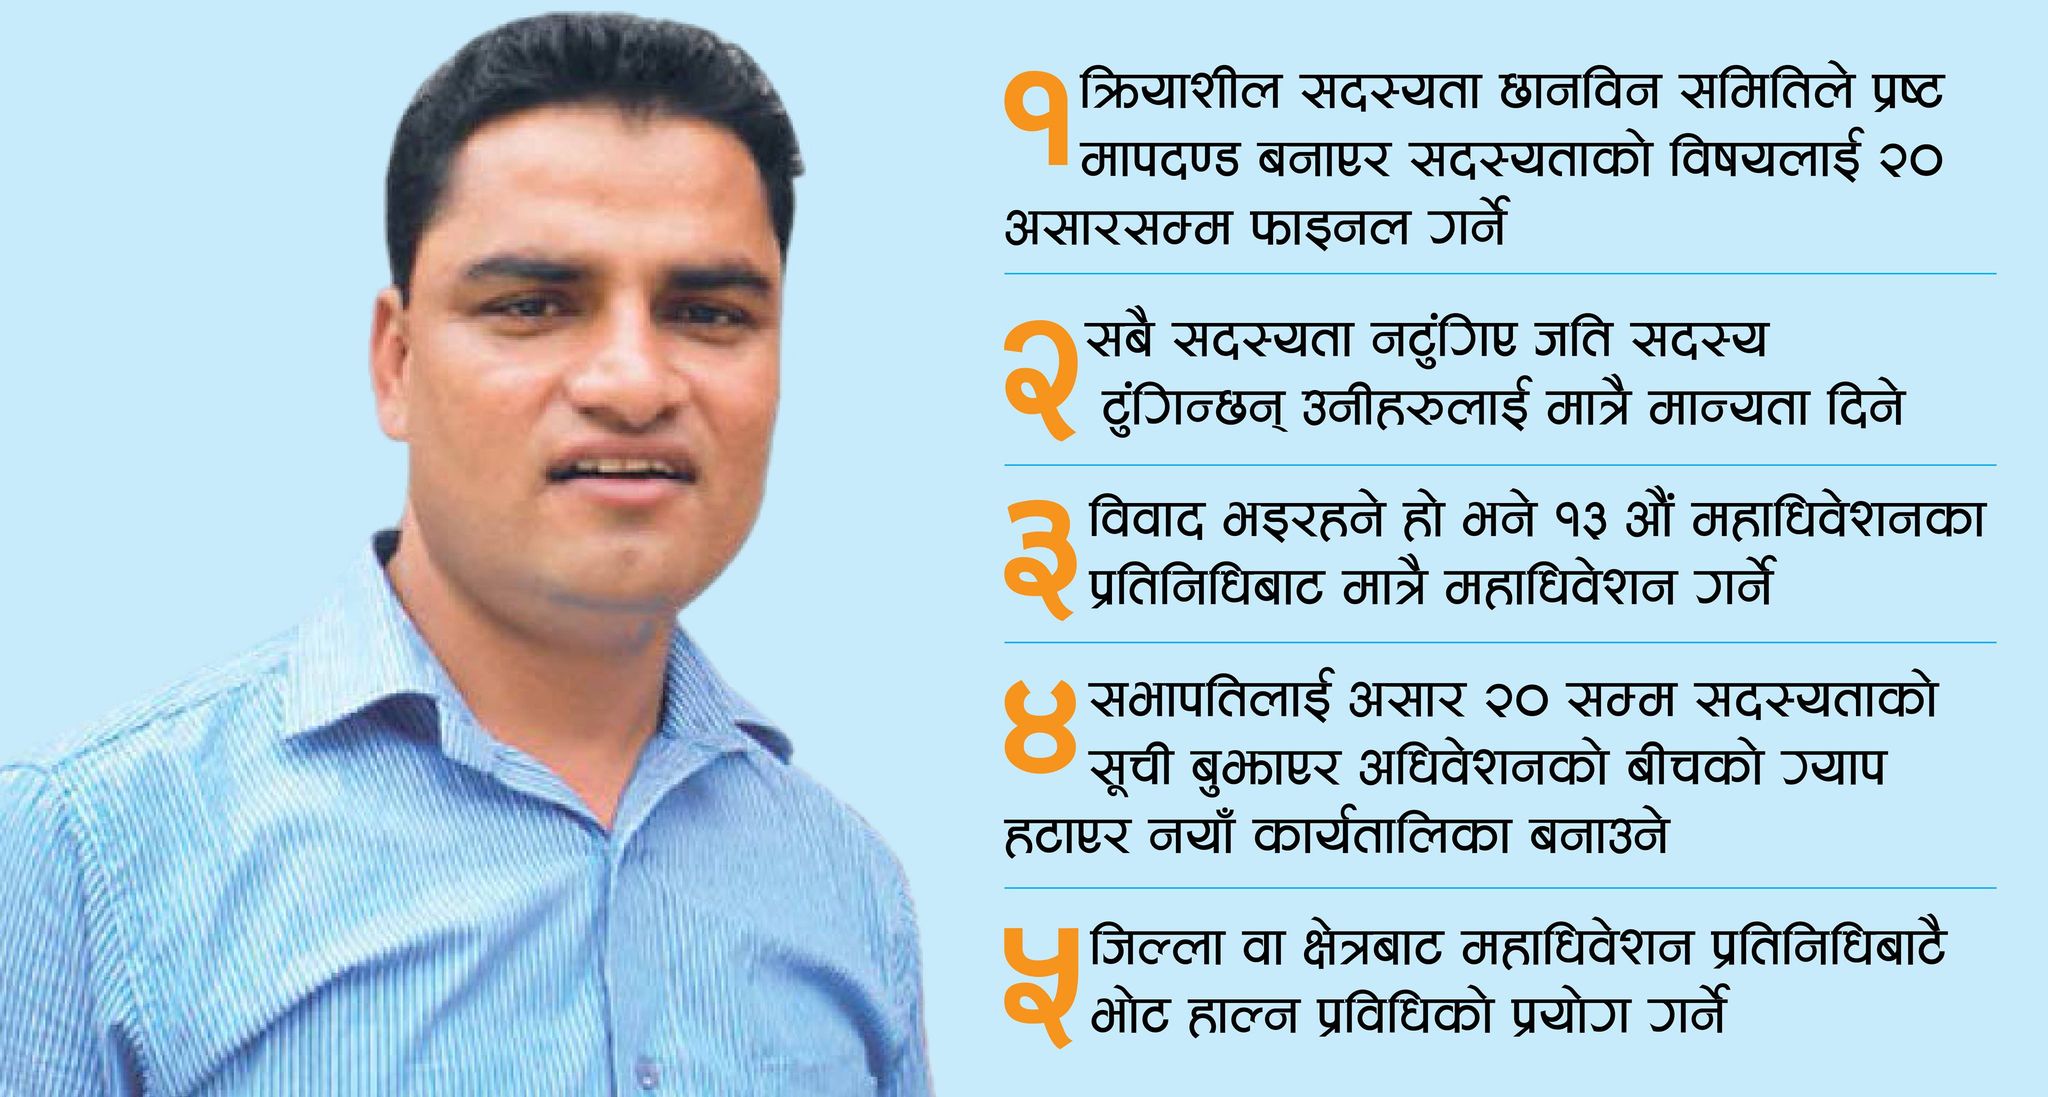 १ क्रियाशील सदस्यता छानविन समितिले प्रष्ट
मापदण्ड बनाएर सदस्यताको विषयलाई २०
असारसम्म फाइनल गर्ने
२ सबै सदस्यता नटुंगिए जति सदस्य
टुंगिन्छन् उनीहरुलाई मात्रै मान्यता दिने
३ विवाद भइरहने हो भने १३ औं महाधिवेशनका
प्रतिनिधिबाट मात्रै महाधिवेशन गर्ने
४ सभापतिलाई असार २० सम्म सदस्यताको
सूची बुझाएर अधिवेशनको बीचको ग्याप
हटाएर नयाँ कार्यतालिका बनाउने
५ जिल्ला वा क्षेत्रबाट महाधिवेशन प्रतिनिधिबाटै
भोट हाल्न प्रविधिको प्रयोग गर्ने